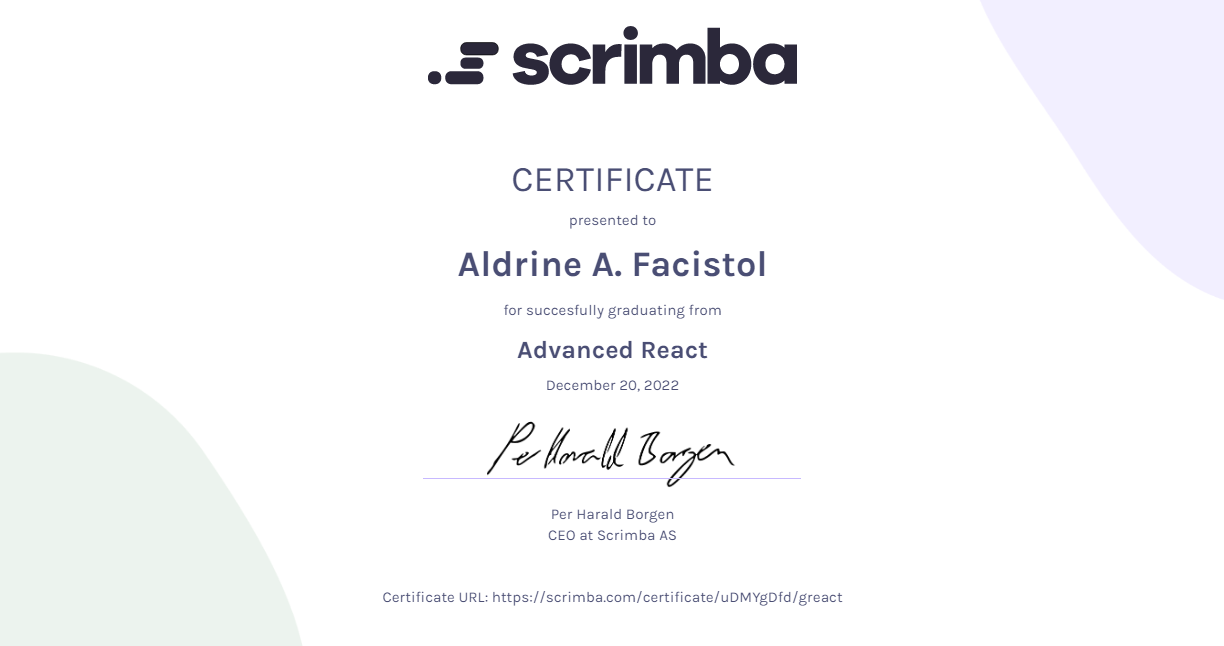 scrimba
CERTIFICATE
presented to
Aldrine A. Facistol
for succesfully graduating from
Advanced React
December 20, 2022
Per Harald Borgen
Per Harald Borgen
CEO at Scrimba AS
Certificate URL: https://scrimba.com/certificate/uDMYgDfd/greact